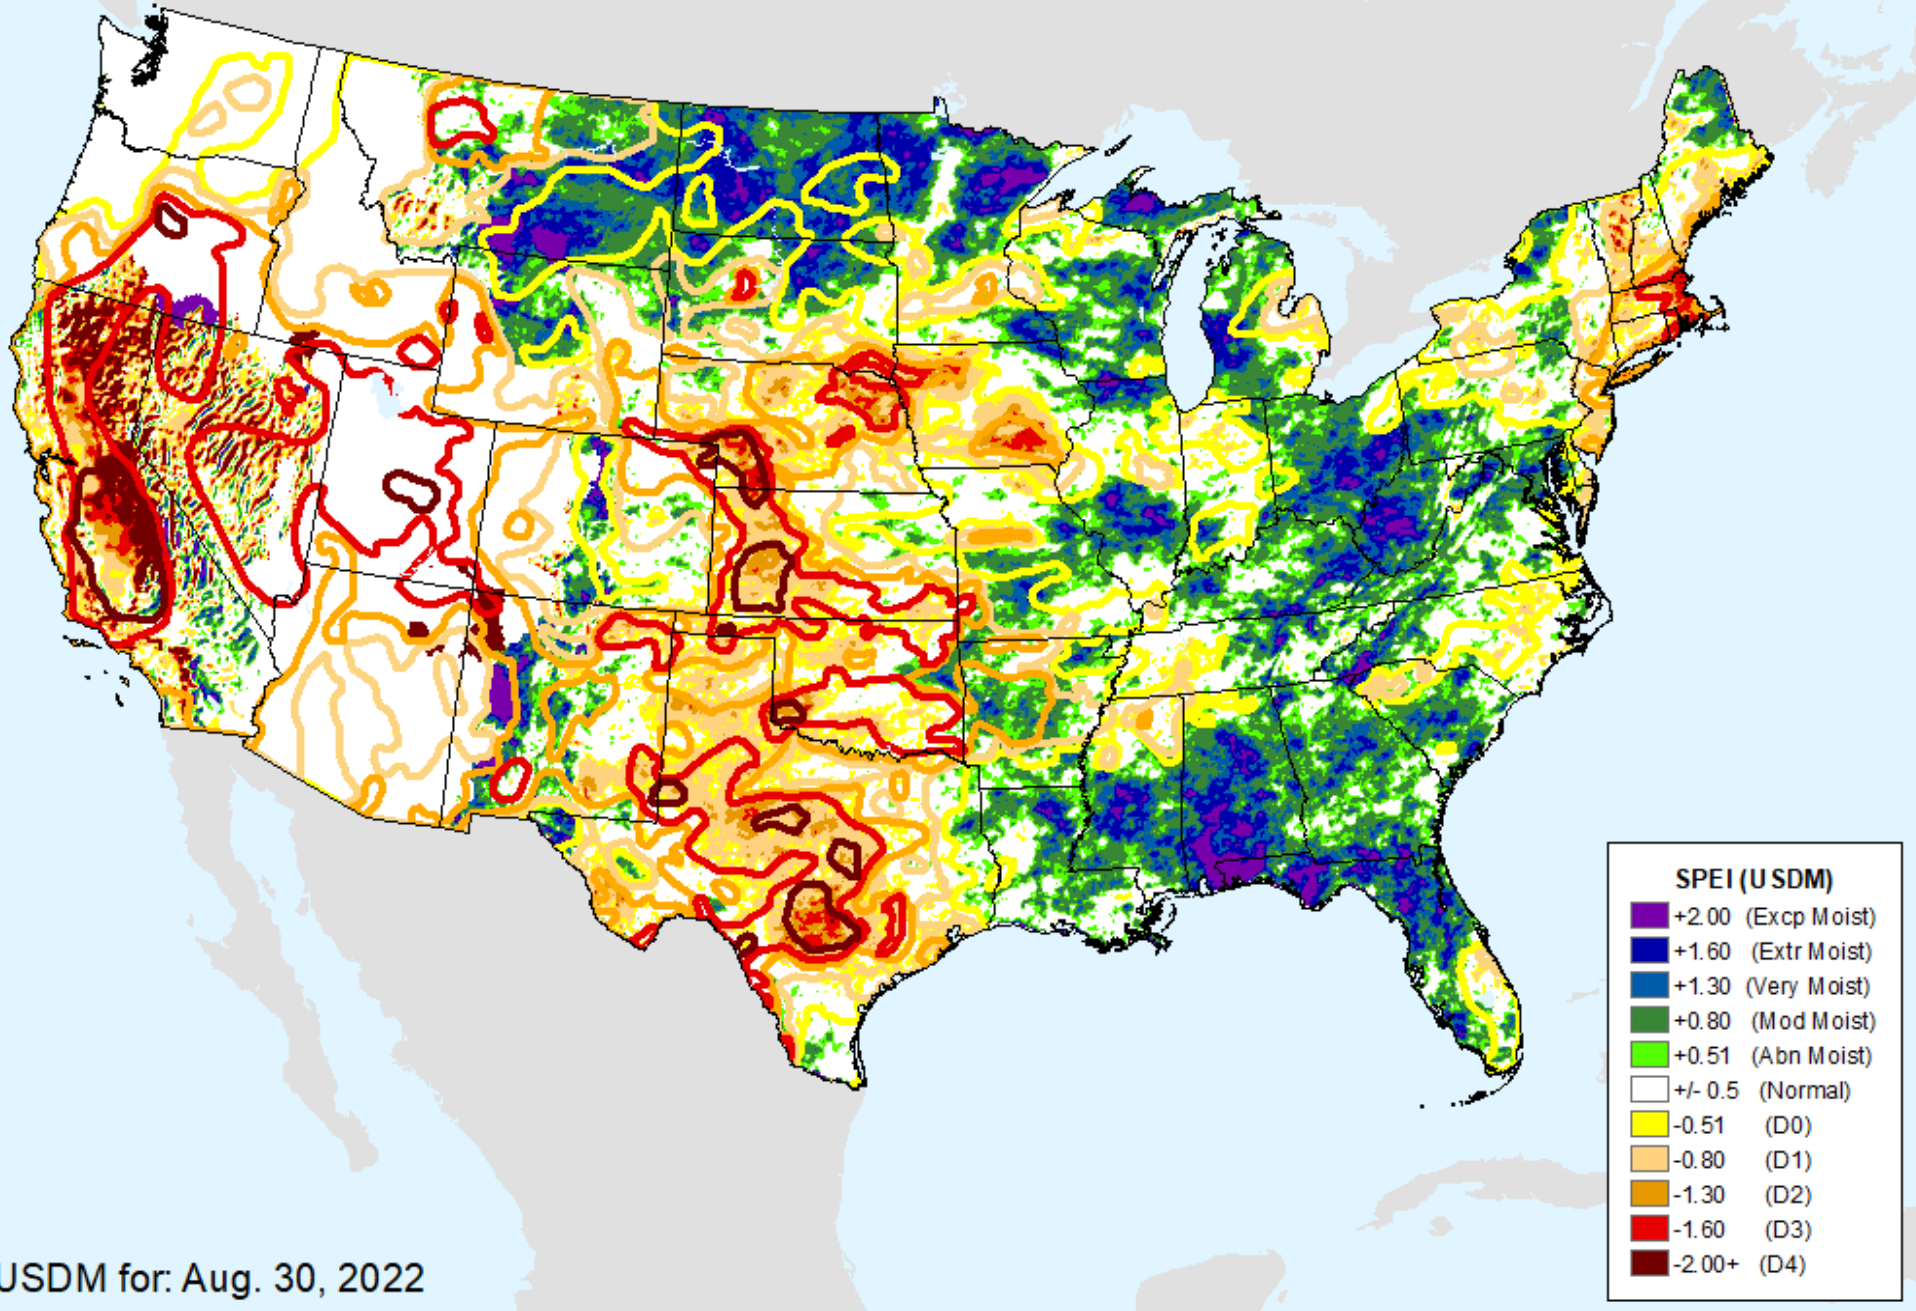 SPEI (USDM)
+2.00 (Excp Moist)
+1.60 (Extr Moist)
+1.30 (Very Moist)
+0.80 (Mod Moist)
+0.51 (Abn Moist)
+/- 0.5 (Normal)
-0.51 (D0)
-0.80 (D1)
-1.30 (D2)
-1.60 (D3)
-2.00+ (D4)
USDM for: Aug. 30, 2022